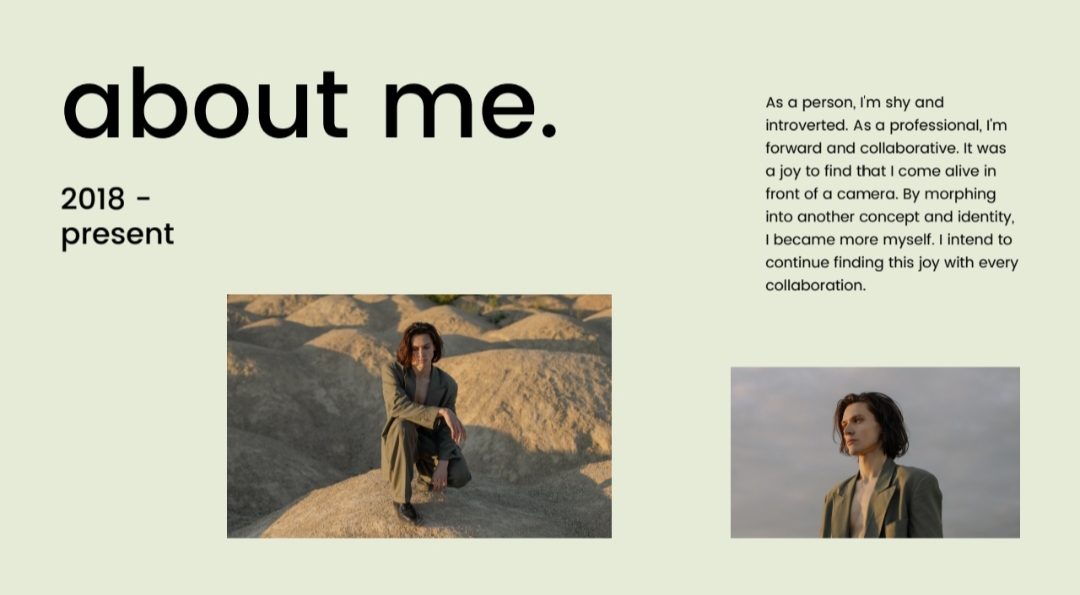 about me.
2018 -
present
As a person, I'm shy and
introverted. As a professional, I'm
forward and collaborative. It was
a joy to find that I come alive in
front of a camera. By morphing
into another concept and identity,
I became more myself. I intend to
continue finding this joy with every
collaboration.